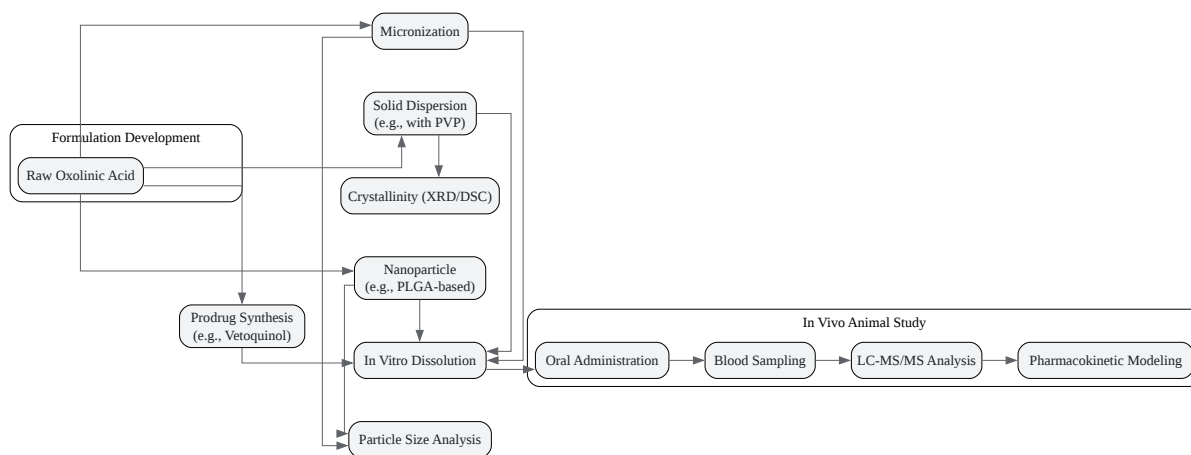 Micronization
Solid Dispersion
(e.g., with PVP)
Formulation Development
Raw Oxolinic Acid
Crystallinity (XRD/DSC)
Nanoparticle
(e.g., PLGA-based)
Prodrug Synthesis
(e.g., Vetoquinol)
In Vivo Animal Study
In Vitro Dissolution
Oral Administration
Blood Sampling
LC-MS/MS Analysis
Pharmacokinetic Modeling
Particle Size Analysis